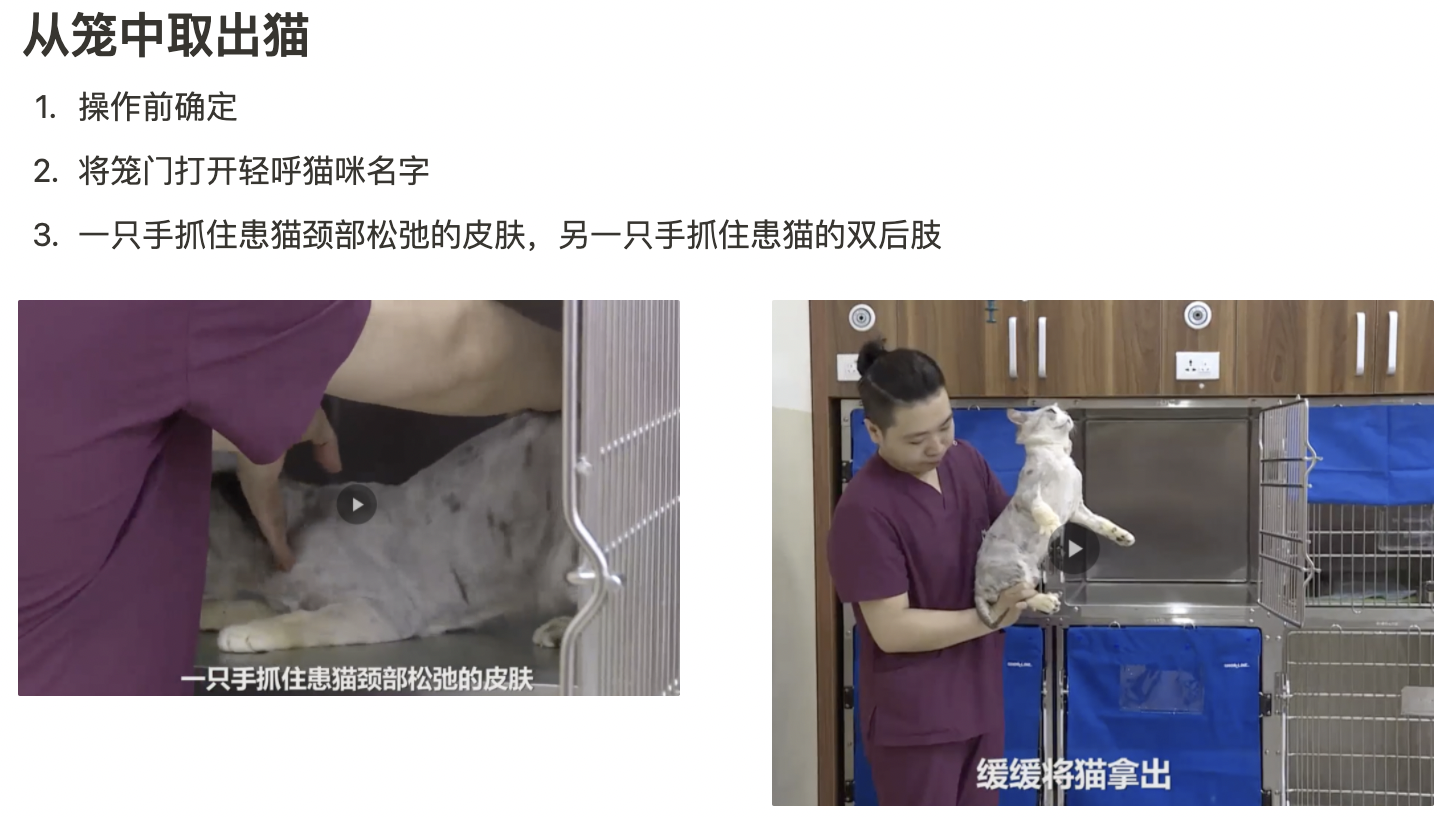 从笼中取出猫
1. 操作前确定
2. 将笼门打开轻呼猫咪名字
3. 一只手抓住患猫颈部松弛的皮肤，另一只手抓住患猫的双后肢
一只手抓住患猫颈部松弛的皮肤
缓缓将猫拿出